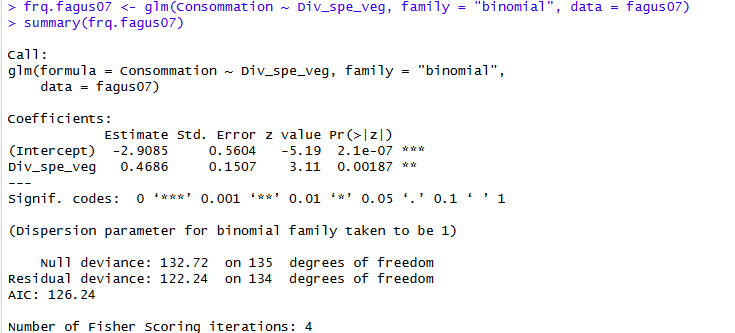 > frq.fagus07 <- glm(Consommation ~ Div_spe_veg, family = "binomial", data = fagus07)
> summary(frq.fagus07)
Call:
glm(formula = Consommation ~ Div_spe_veg, family = "binomial",
    data = fagus07)
Coefficients:
            Estimate Std. Error z value Pr(>|z|)
(Intercept)  -2.9085     0.5604   -5.19  2.1e-07 ***
Div_spe_veg   0.4686     0.1507    3.11  0.00187 **
---
Signif. codes:  0 ‘***’ 0.001 ‘**’ 0.01 ‘*’ 0.05 ‘.’ 0.1 ‘ ’ 1
(Dispersion parameter for binomial family taken to be 1)
    Null deviance: 132.72  on 135  degrees of freedom
Residual deviance: 122.24  on 134  degrees of freedom
AIC: 126.24
Number of Fisher Scoring iterations: 4